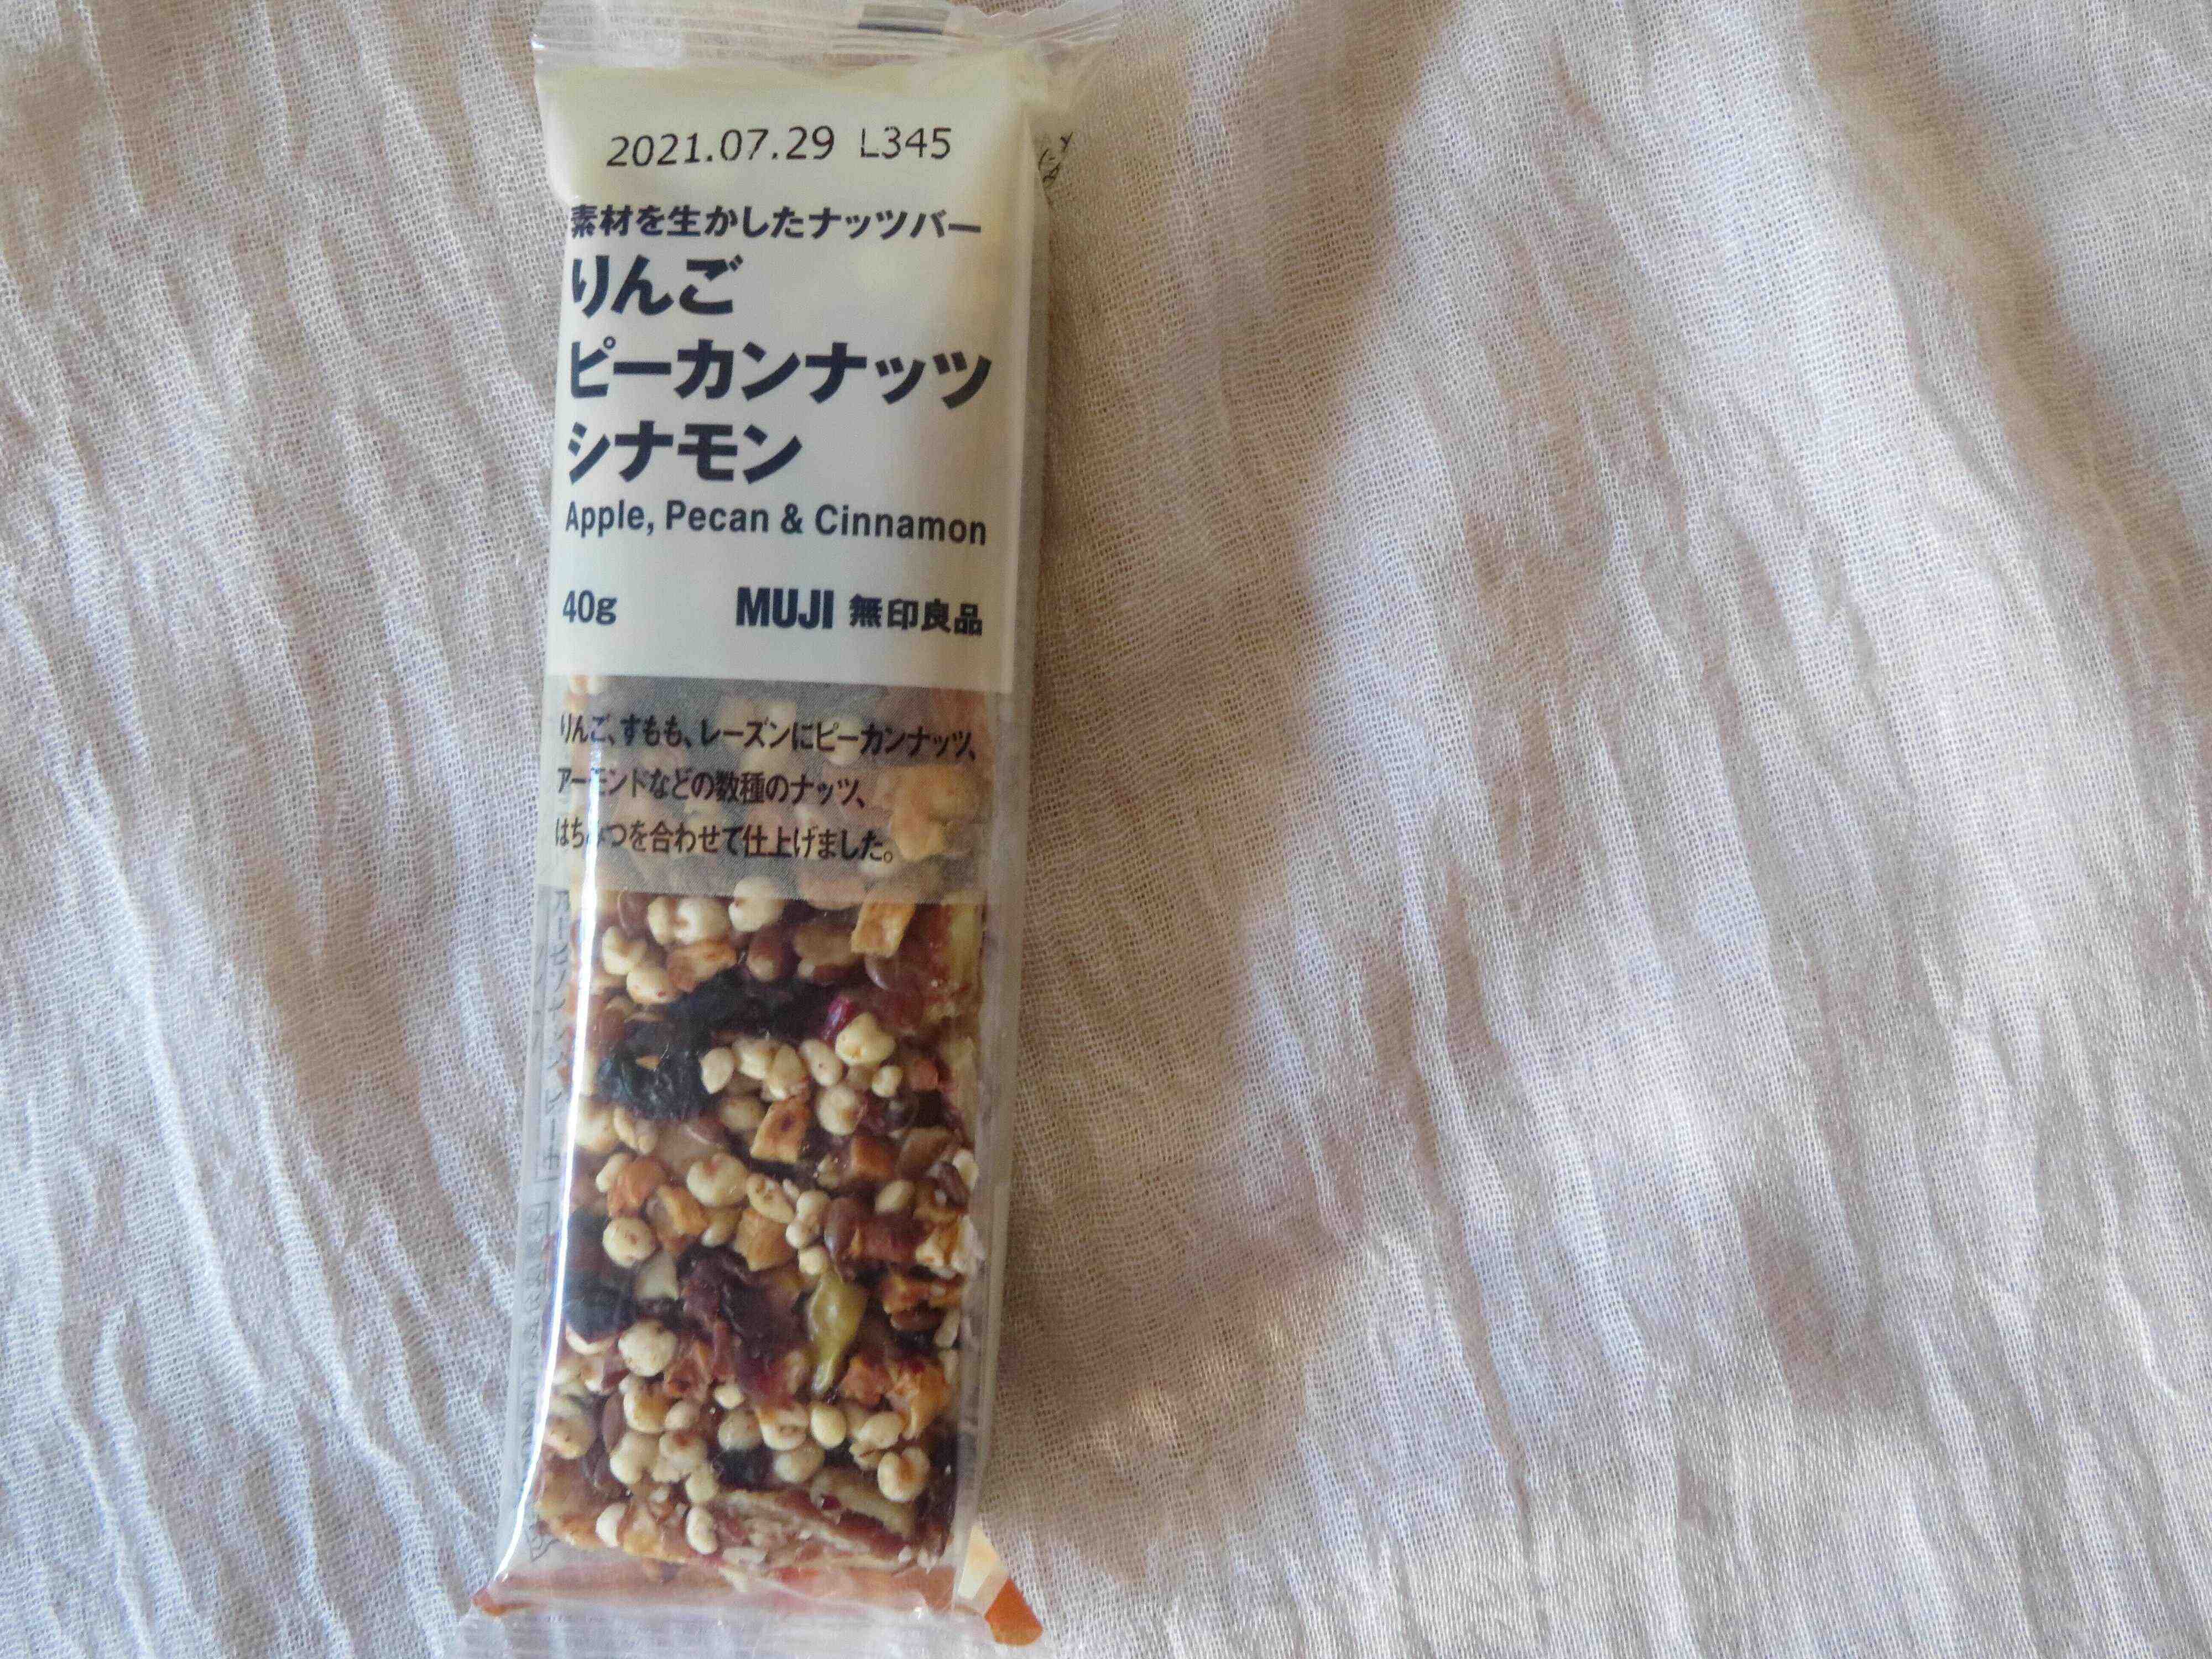 2021.07.29 L345
素材を生かしたナッツバー
りんご
ピーカンナッツ
シナモン
Apple, Pecan & Cinnamon
40g MUJI 無印良品
りんご、すもも、レーズンにピーカンナッツ、
アーモンドなどの数種のナッツ、
はちみつを合わせて仕上げました。